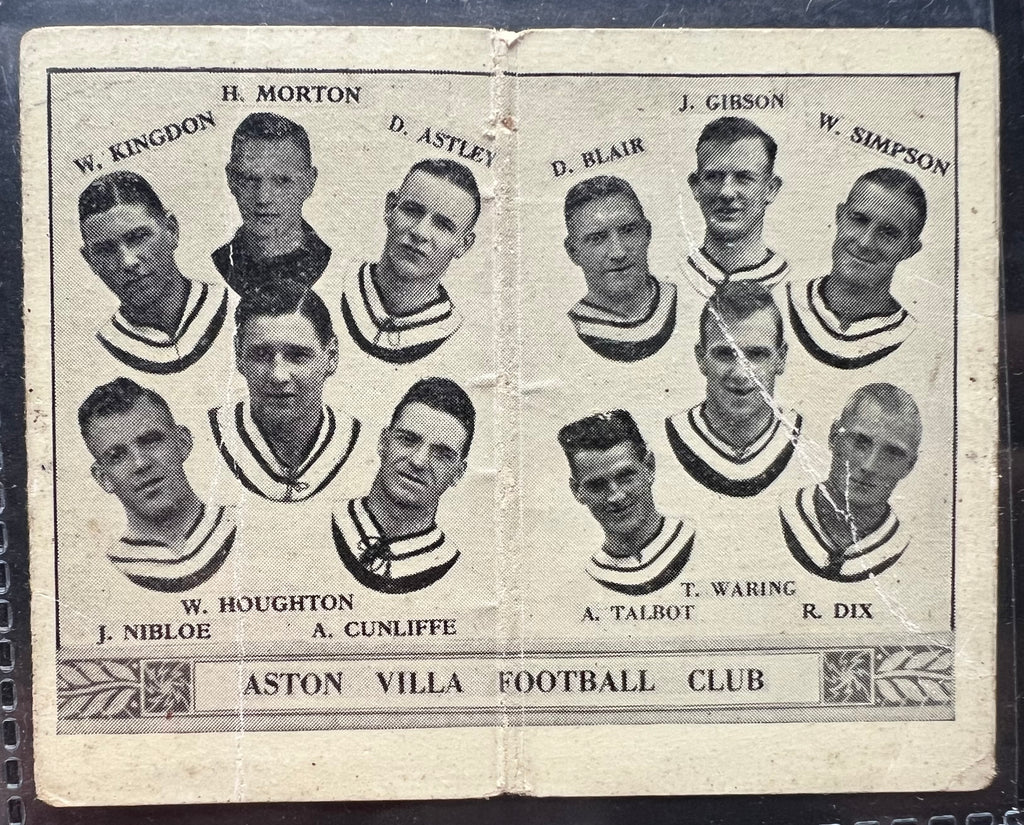 H. MORTON
W. KINGDON
D. ASTLEY
J. GIBSON
D. BLAIR
W. SIMPSON
W. HOUGHTON
J. NIBLOE
A. CUNLIFFE
T. WARING
A. TALBOT
R. DIX
ASTON VILLA FOOTBALL CLUB